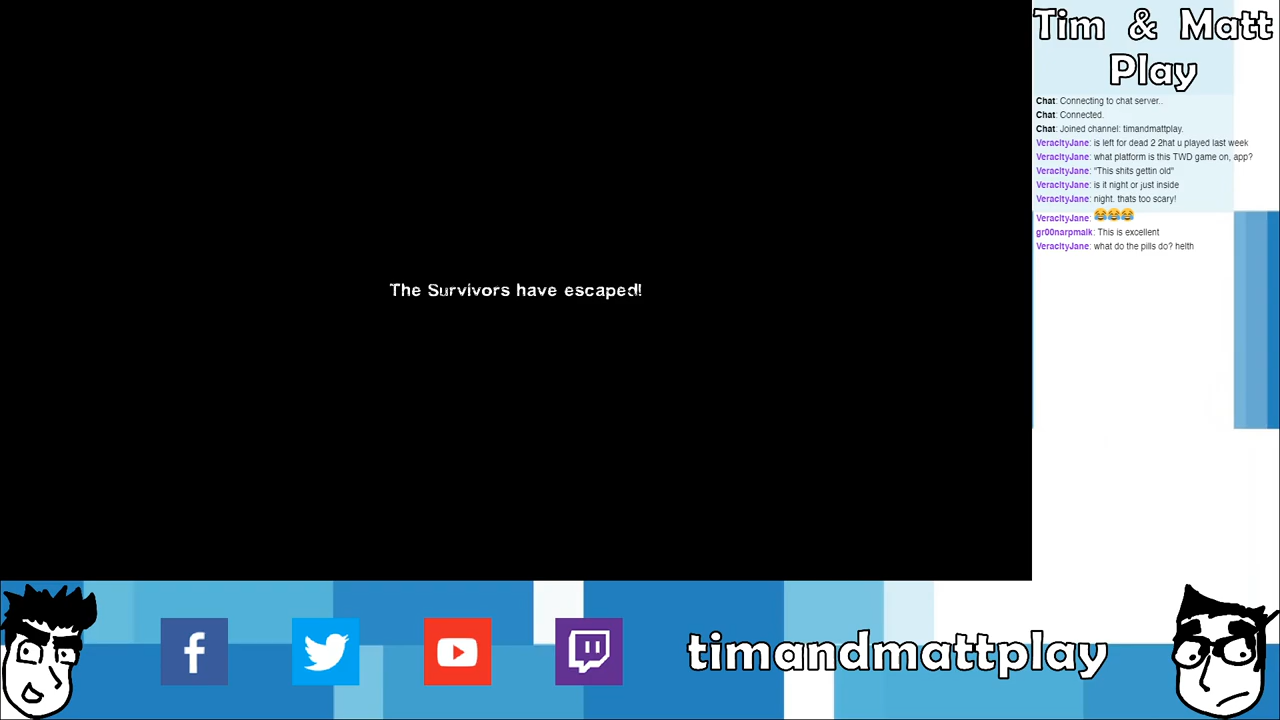 The Survivors have escaped!
Tim & Matt
Play
Chat: Connecting to chat server..
Chat: Connected.
Chat: Joined channel: timandmattplay.
VeracityJane: is left for dead 2 2hat u played last week
VeracityJane: what platform is this TWD game on, app?
VeracityJane: "This shits gettin old"
VeracityJane: is it night or just inside
VeracityJane: night. thats too scary!
VeracityJane: 😂😂😂
gr00narpmalk: This is excellent
VeracityJane: what do the pills do? helth
timandmattplay